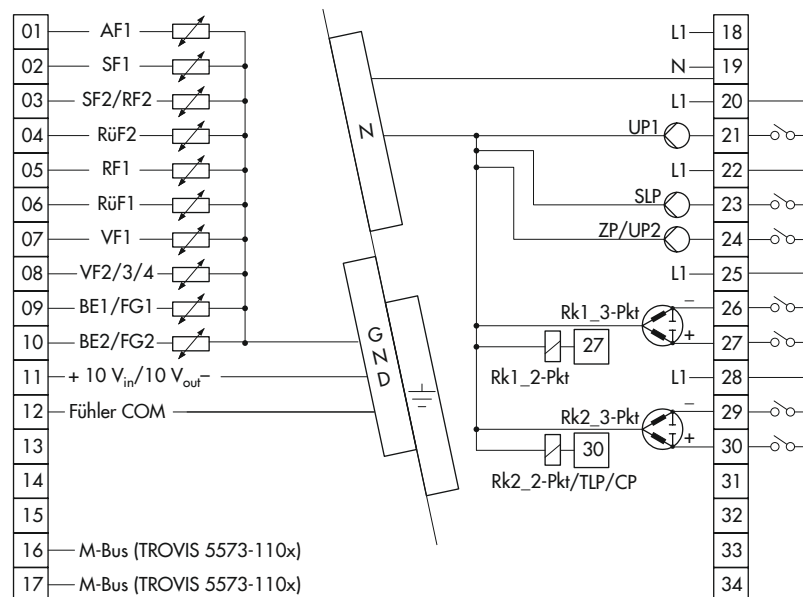 01 AF1
02 SF1
03 SF2/RF2
04 RüF2
05 RF1
06 RüF1
07 VF1
08 VF2/3/4
09 BE1/FG1
10 BE2/FG2
11 + 10 Vin/10 Vout–
12 Fühler COM
13
14
15
16 M-Bus (TROVIS 5573-110x)
17 M-Bus (TROVIS 5573-110x)
N
GND
L1 18
N 19
L1 20
UP1 21
L1 22
SLP 23
ZP/UP2 24
L1 25
Rk1_3-Pkt – 26
+ 27
27
Rk1_2-Pkt
L1 28
Rk2_3-Pkt – 29
+ 30
30
Rk2_2-Pkt/TLP/CP
31
32
33
34